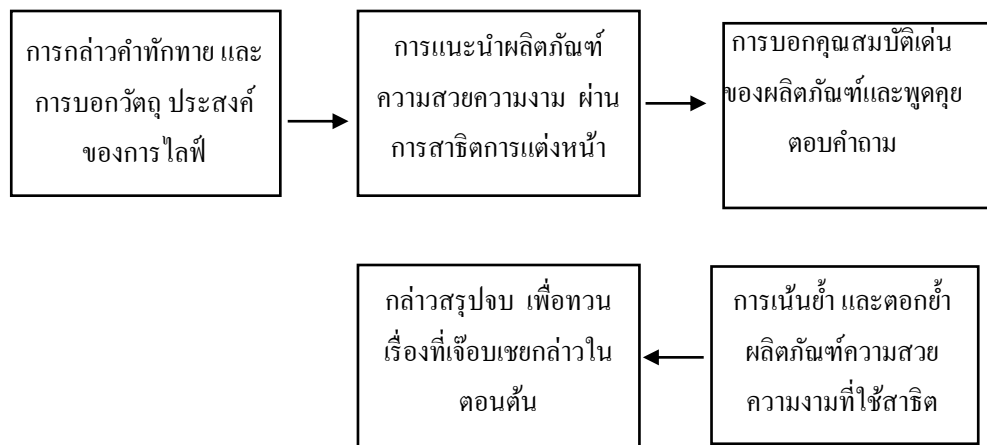 การกล่าวคำทักทาย และ
การบอกวัตถุ ประสงค์
ของการไลฟ์
การแนะนำผลิตภัณฑ์
ความสวยความงาม ผ่าน
การสาธิตการแต่งหน้า
การบอกคุณสมบัติเด่น
ของผลิตภัณฑ์และพูดคุย
ตอบคำถาม
การเน้นย้ำ และตอกย้ำ
ผลิตภัณฑ์ความสวย
ความงามที่ใช้สาธิต
กล่าวสรุปจบ เพื่อทวน
เรื่องที่เจ๊อบเชยกล่าวใน
ตอนต้น